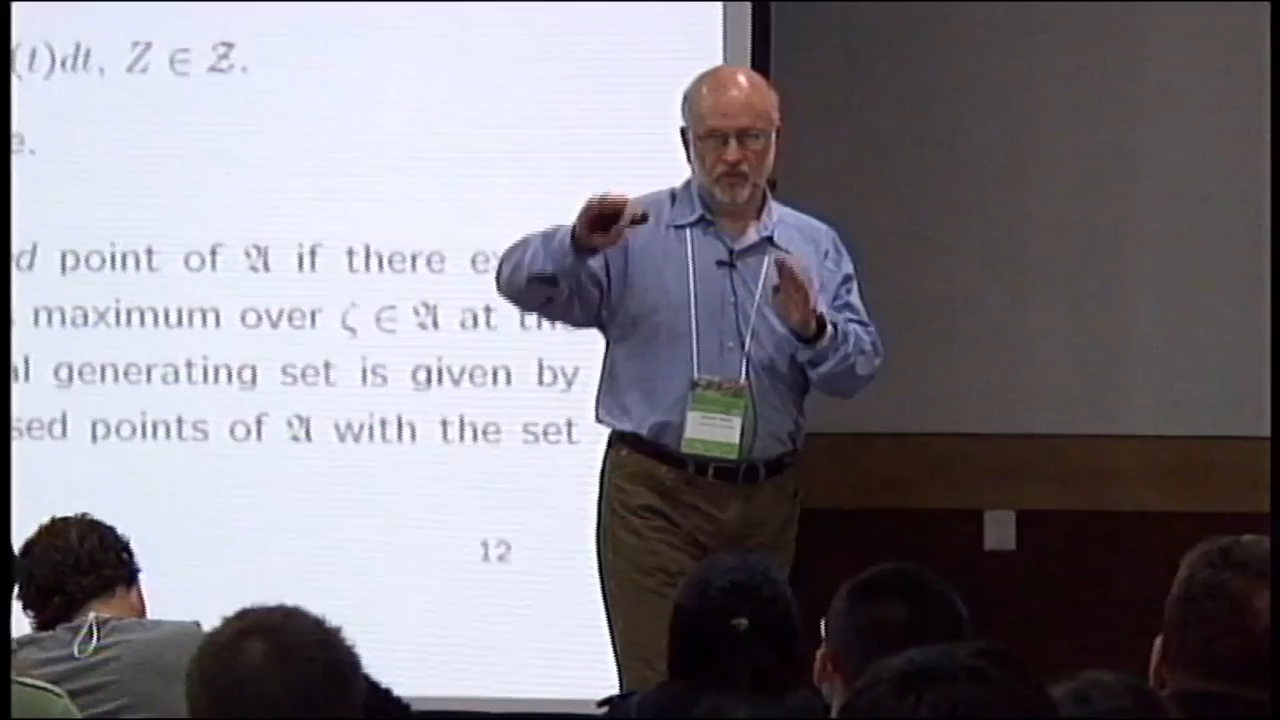 (t)dt, Z ∈ 𝒵.
e.
d point of 𝔄 if there ex
maximum over ζ ∈ 𝔄 at the
l generating set is given by
sed points of 𝔄 with the set
12